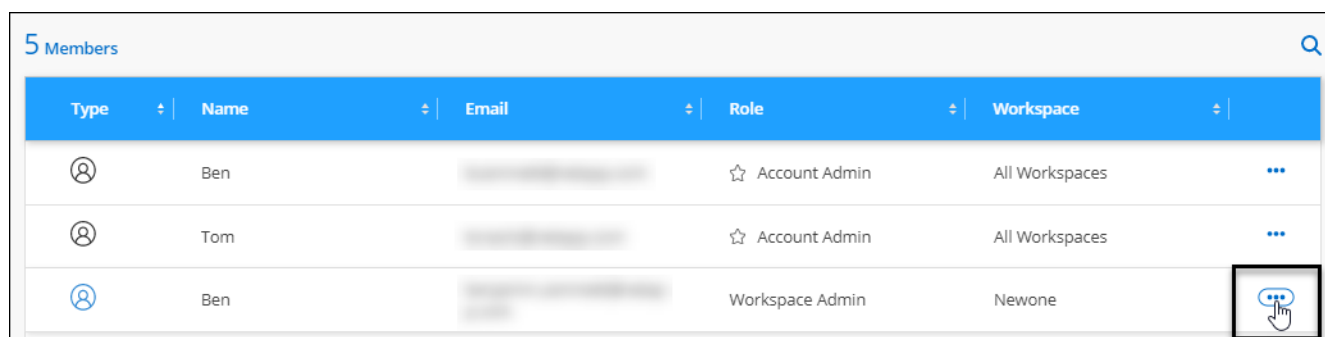 5 Members
Type Name Email Role Workspace
Ben Account Admin All Workspaces
Tom Account Admin All Workspaces
Ben Workspace Admin Newone